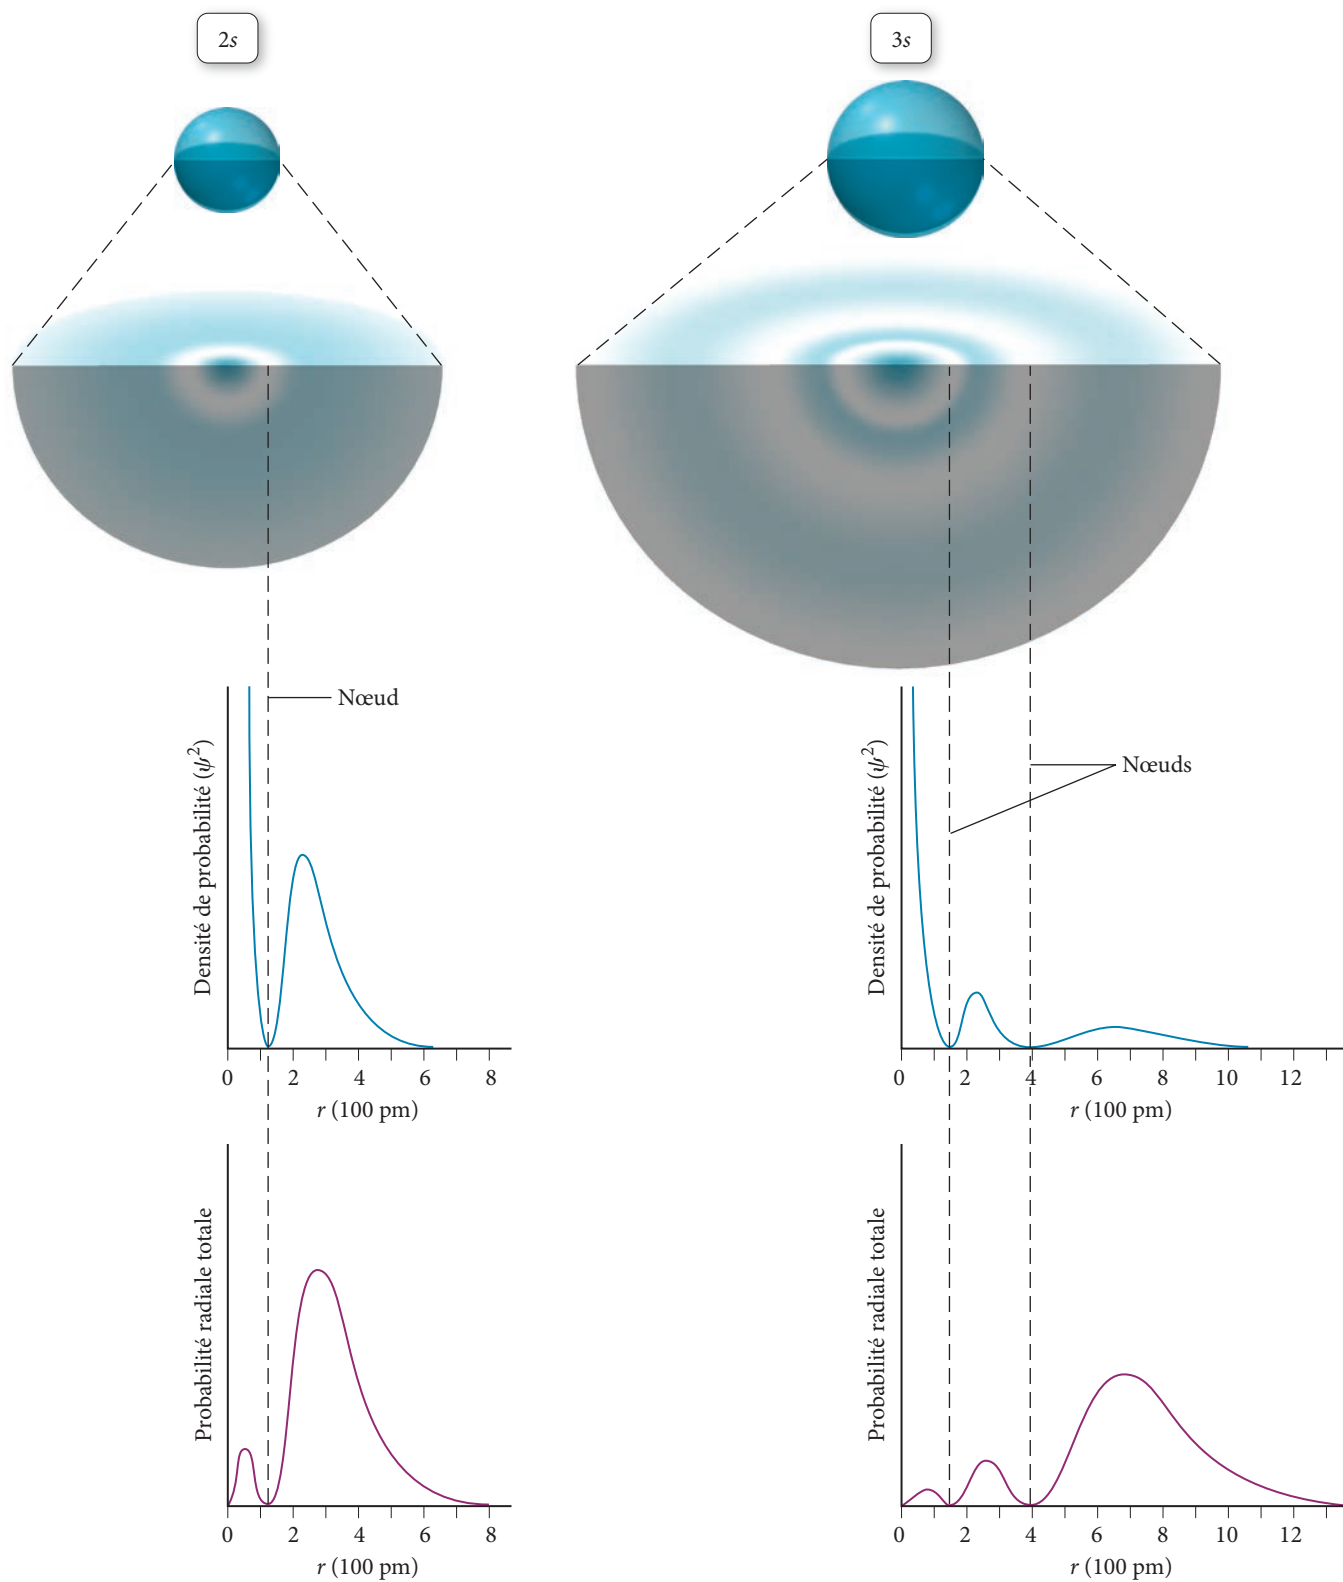 2s
3s
Nœud
Densité de probabilité (ψ²)
0 2 4 6 8
r (100 pm)
Nœuds
Densité de probabilité (ψ²)
0 2 4 6 8 10 12
r (100 pm)
Probabilité radiale totale
0 2 4 6 8
r (100 pm)
Probabilité radiale totale
0 2 4 6 8 10 12
r (100 pm)